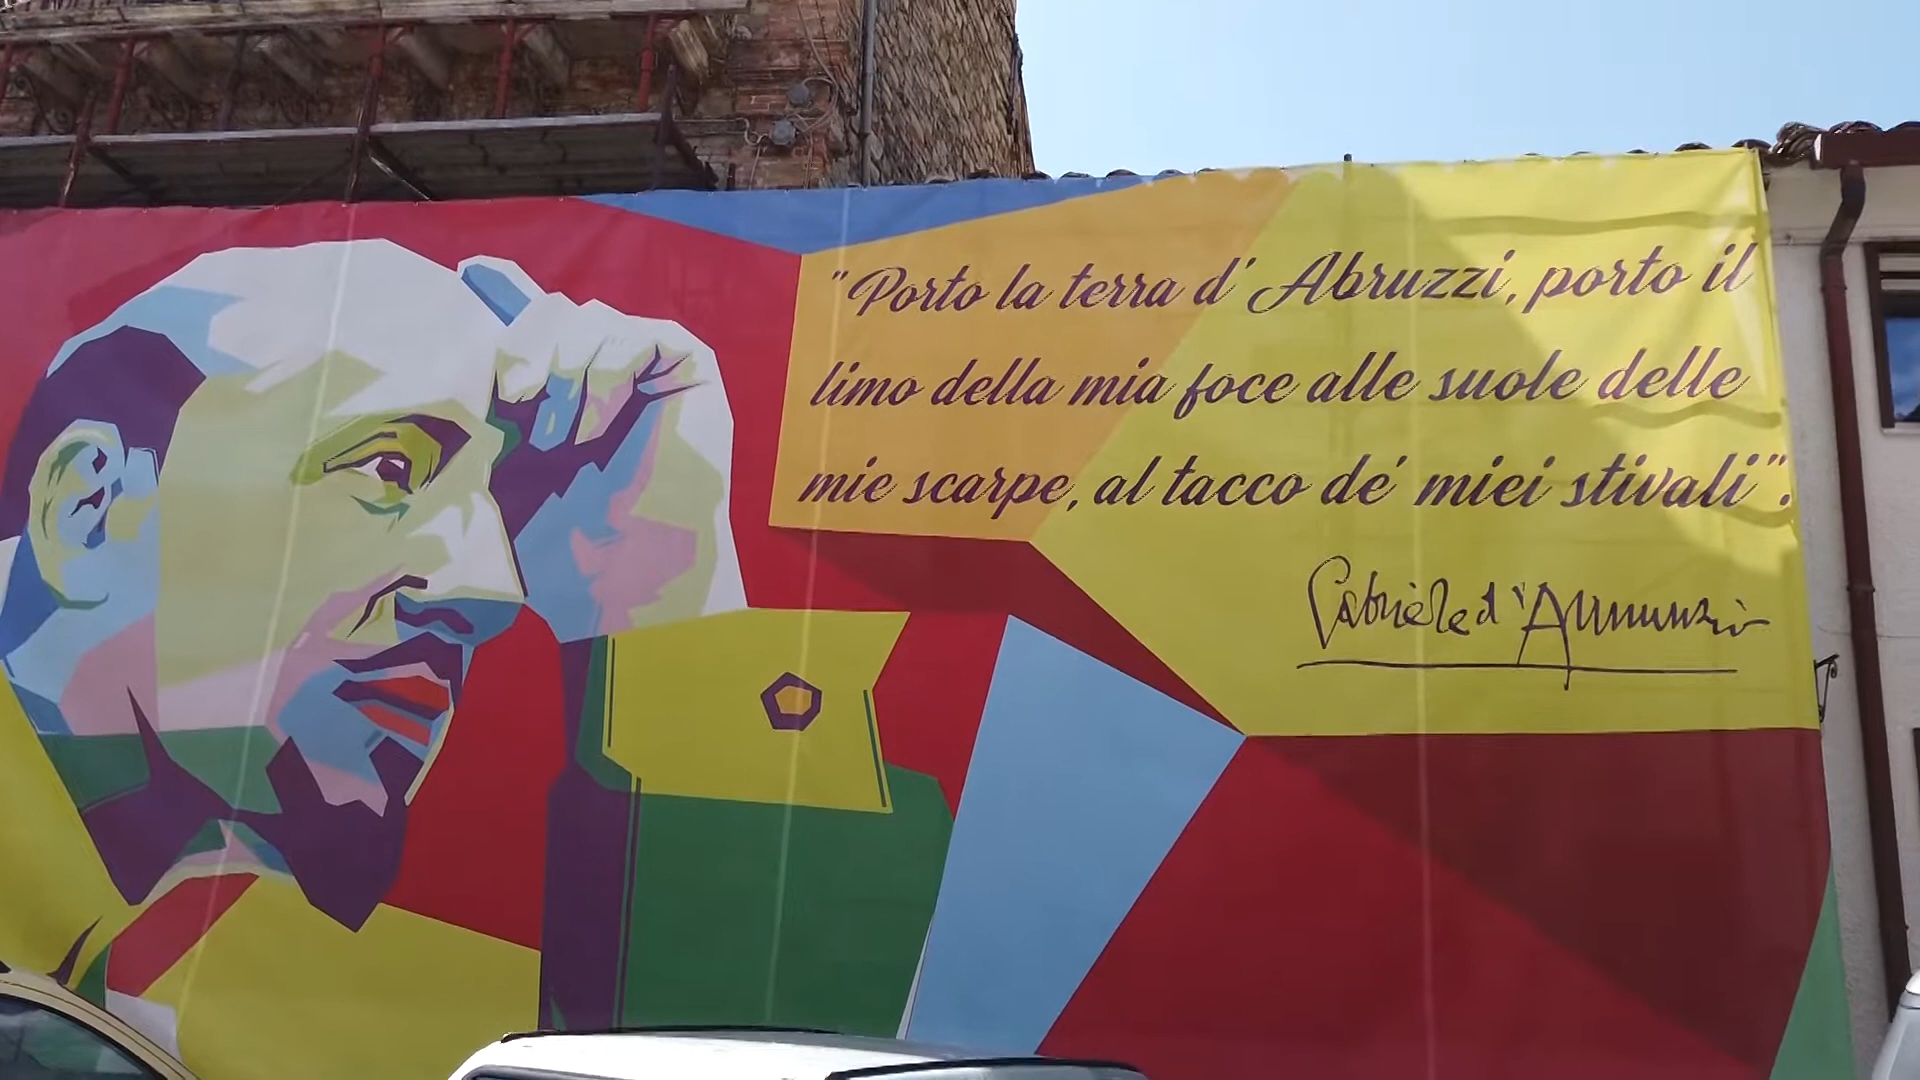 "Porto la terra d' Abruzzi, porto il
limo della mia foce alle suole delle
mie scarpe, al tacco de' miei stivali".
Gabriele d'Annunzio